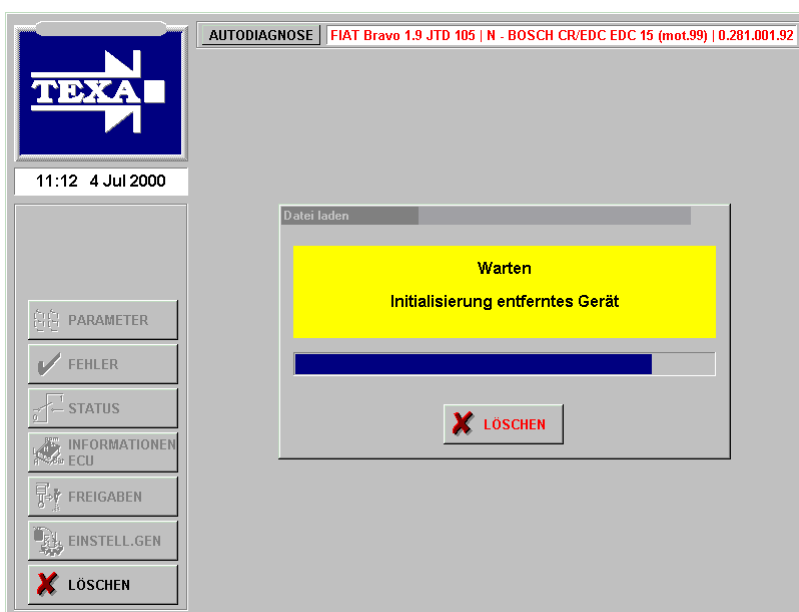 AUTODIAGNOSE FIAT Bravo 1.9 JTD 105 | N - BOSCH CR/EDC EDC 15 (mot.99) | 0.281.001.92
TEXA
11:12 4 Jul 2000
Datei laden
Warten
Initialisierung entferntes Gerät
LÖSCHEN
PARAMETER
FEHLER
STATUS
INFORMATIONEN
ECU
FREIGABEN
EINSTELL.GEN
LÖSCHEN